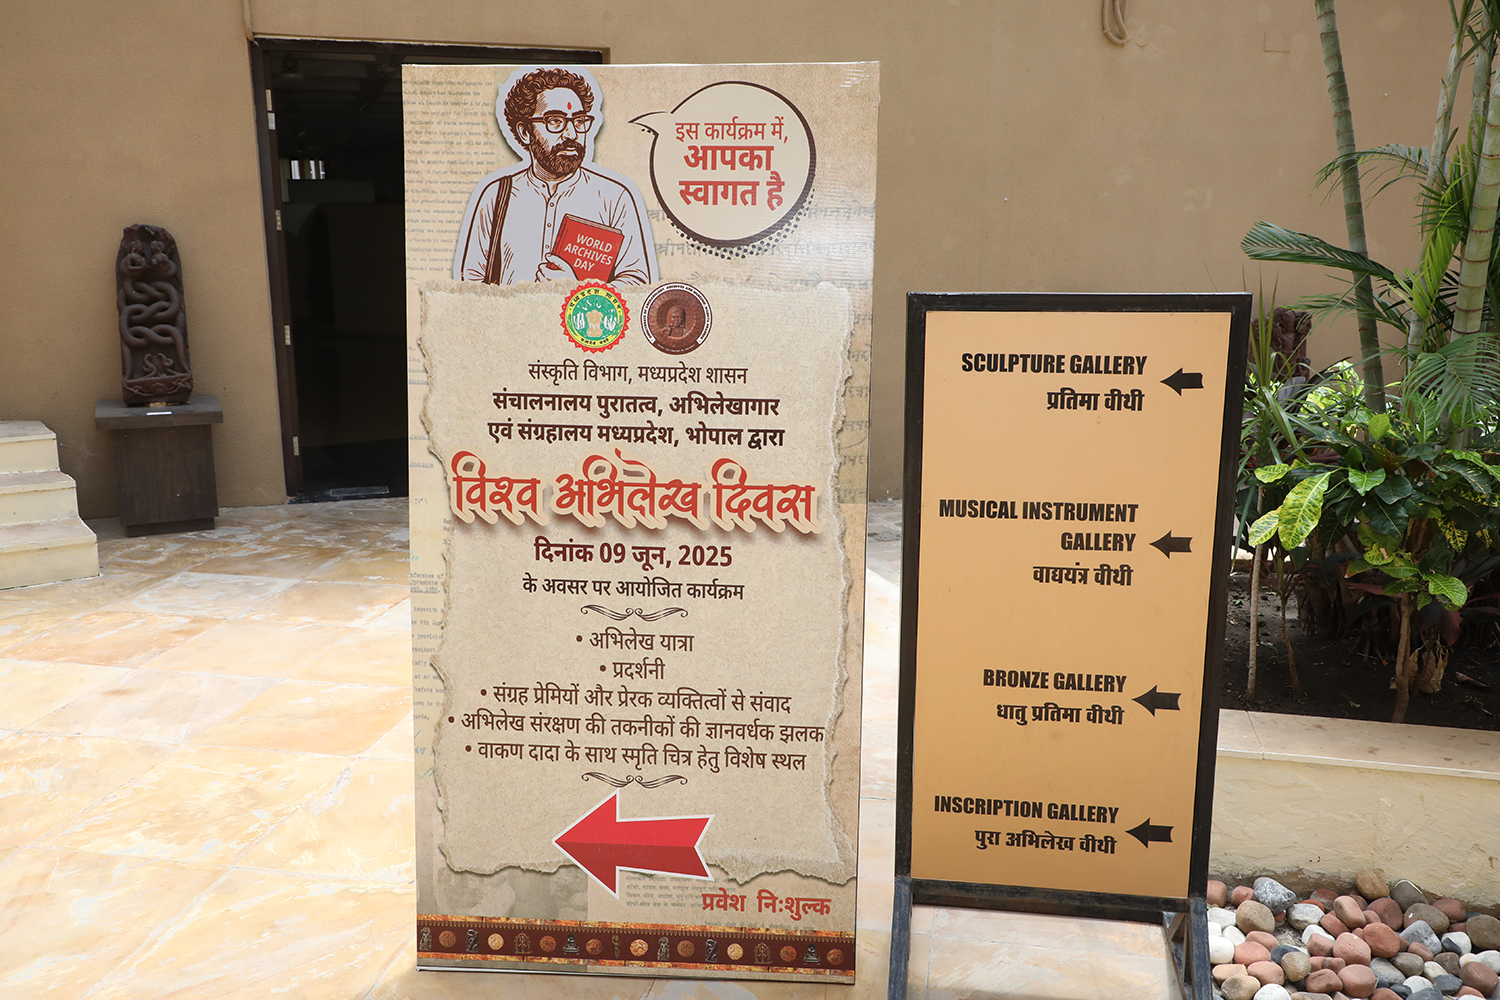 इस कार्यक्रम में,
आपका
स्वागत है
WORLD
ARCHIVES
DAY
संस्कृति विभाग, मध्यप्रदेश शासन
संचालनालय पुरातत्व, अभिलेखागार
एवं संग्रहालय मध्यप्रदेश, भोपाल द्वारा
विश्व अभिलेख दिवस
दिनांक 09 जून, 2025
के अवसर पर आयोजित कार्यक्रम
• अभिलेख यात्रा
• प्रदर्शनी
• संग्रह प्रेमियों और प्रेरक व्यक्तित्वों से संवाद
• अभिलेख संरक्षण की तकनीकों की ज्ञानवर्धक झलक
• वाकण दादा के साथ स्मृति चित्र हेतु विशेष स्थल
प्रवेश निःशुल्क
SCULPTURE GALLERY
प्रतिमा वीथी
MUSICAL INSTRUMENT
GALLERY
वाद्ययंत्र वीथी
BRONZE GALLERY
धातु प्रतिमा वीथी
INSCRIPTION GALLERY
पुरा अभिलेख वीथी